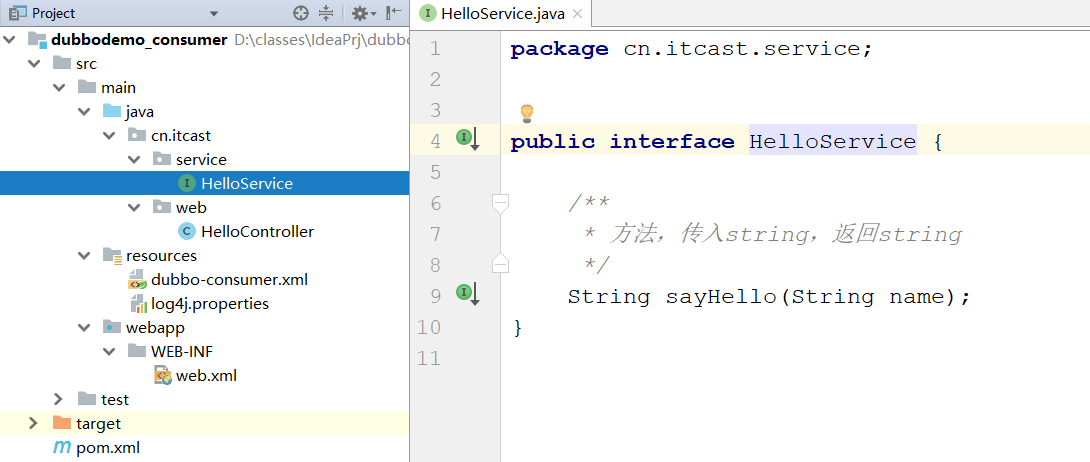 Project
dubbodemo_consumer D:\classes\IdeaPrj\dubbo
src
main
java
cn.itcast
service
HelloService
web
HelloController
resources
dubbo-consumer.xml
log4j.properties
webapp
WEB-INF
web.xml
test
target
pom.xml
HelloService.java
1 package cn.itcast.service;
2
3
4 public interface HelloService {
5
6 /**
7 * 方法，传入string，返回string
8 */
9 String sayHello(String name);
10 }
11